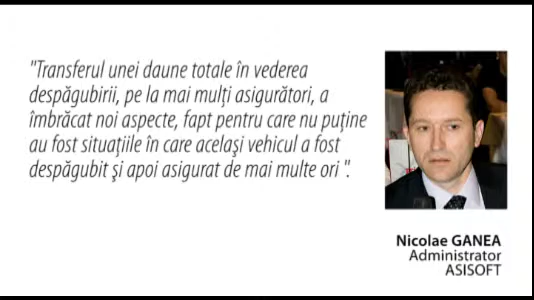 "Transferul unei daune totale în vederea
despăgubirii, pe la mai mulți asigurători, a
îmbrăcat noi aspecte, fapt pentru care nu puține
au fost situațiile în care același vehicul a fost
despăgubit şi apoi asigurat de mai multe ori ".
Nicolae GANEA
Administrator
ASISOFT